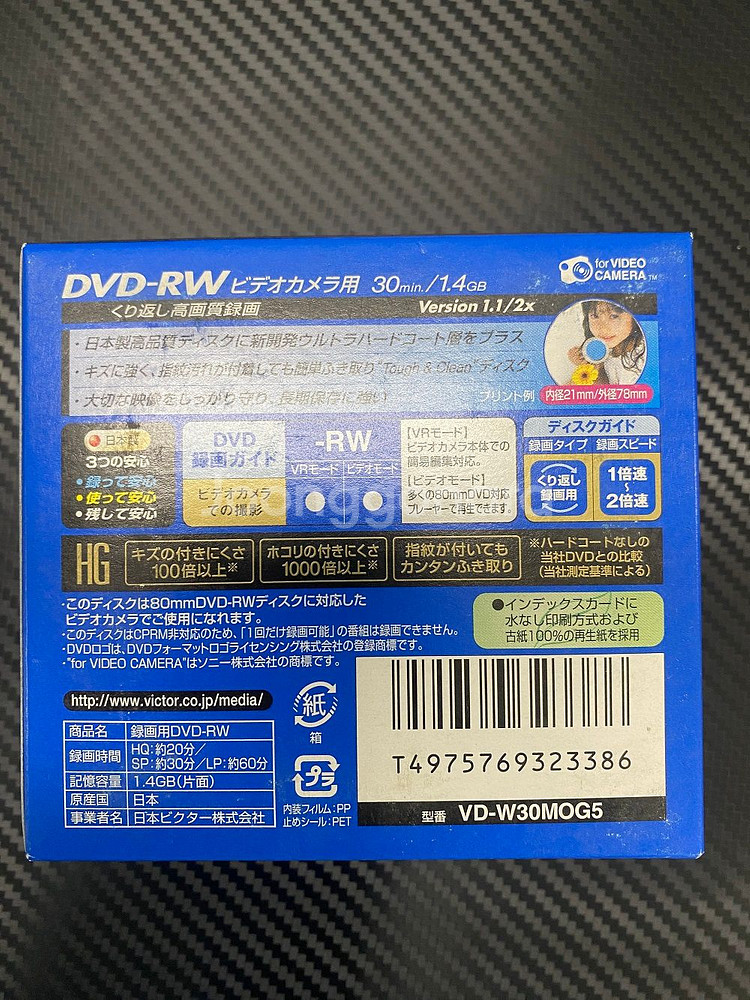 DVD-RW ビデオカメラ用 30min./1.4GB
for VIDEO CAMERA™
くり返し高画質録画 Version 1.1/2x
・日本製高品質ディスクに新開発ウルトラハードコート層をプラス
・キズに強く、指紋汚れが付着しても簡単ふき取り"Tough & Clean"ディスク
・大切な映像をしっかり守り、長期保存に強い
プリント例 内径21mm/外径78mm
日本製
3つの安心
●録って安心
●使って安心
●残して安心
DVD
録画ガイド
-RW
VRモード ビデオモード
ビデオカメラ
での撮影
【VRモード】
ビデオカメラ本体での
簡易編集対応。
【ビデオモード】
多くの80mmDVD対応
プレーヤーで再生できます。
ディスクガイド
録画タイプ 録画スピード
くり返し
録画用
1倍速
〜
2倍速
HG
キズの付きにくさ
100倍以上※
ホコリの付きにくさ
1000倍以上※
指紋が付いても
カンタンふき取り
※ハードコートなしの
当社DVDとの比較
(当社測定基準による)
・このディスクは80mmDVD-RWディスクに対応した
ビデオカメラでご使用になれます。
・このディスクはCPRM非対応のため、「1回だけ録画可能」の番組は録画できません。
・DVDロゴは、DVDフォーマットロゴライセンシング株式会社の登録商標です。
・"for VIDEO CAMERA"はソニー株式会社の商標です。
●インデックスカードに
水なし印刷方式および
古紙100%の再生紙を採用
http://www.victor.co.jp/media/
商品名 録画用DVD-RW
録画時間 HQ:約20分/
SP:約30分/LP:約60分
記憶容量 1.4GB(片面)
原産国 日本
事業者名 日本ビクター株式会社
紙
箱
プラ
内装フィルム:PP
止めシール:PET
T4975769323386
型番 VD-W30MOG5